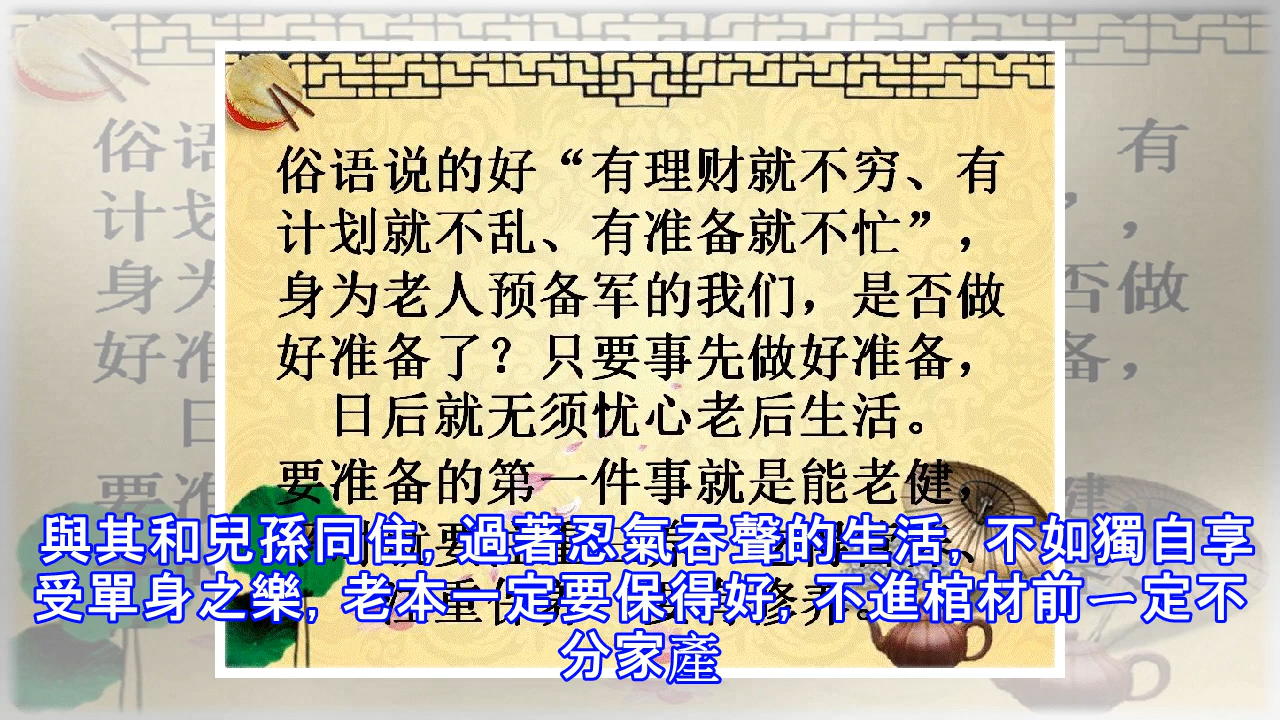 俗语说的好“有理财就不穷、有
计划就不乱、有准备就不忙”，
身为老人预备军的我们，是否做
好准备了？只要事先做好准备，
日后就无须忧心老后生活。
要准备的第一件事就是能老健，
與其和兒孫同住,過著忍氣吞聲的生活,不如獨自享
受單身之樂,老本一定要保得好,不進棺材前一定不
分家產